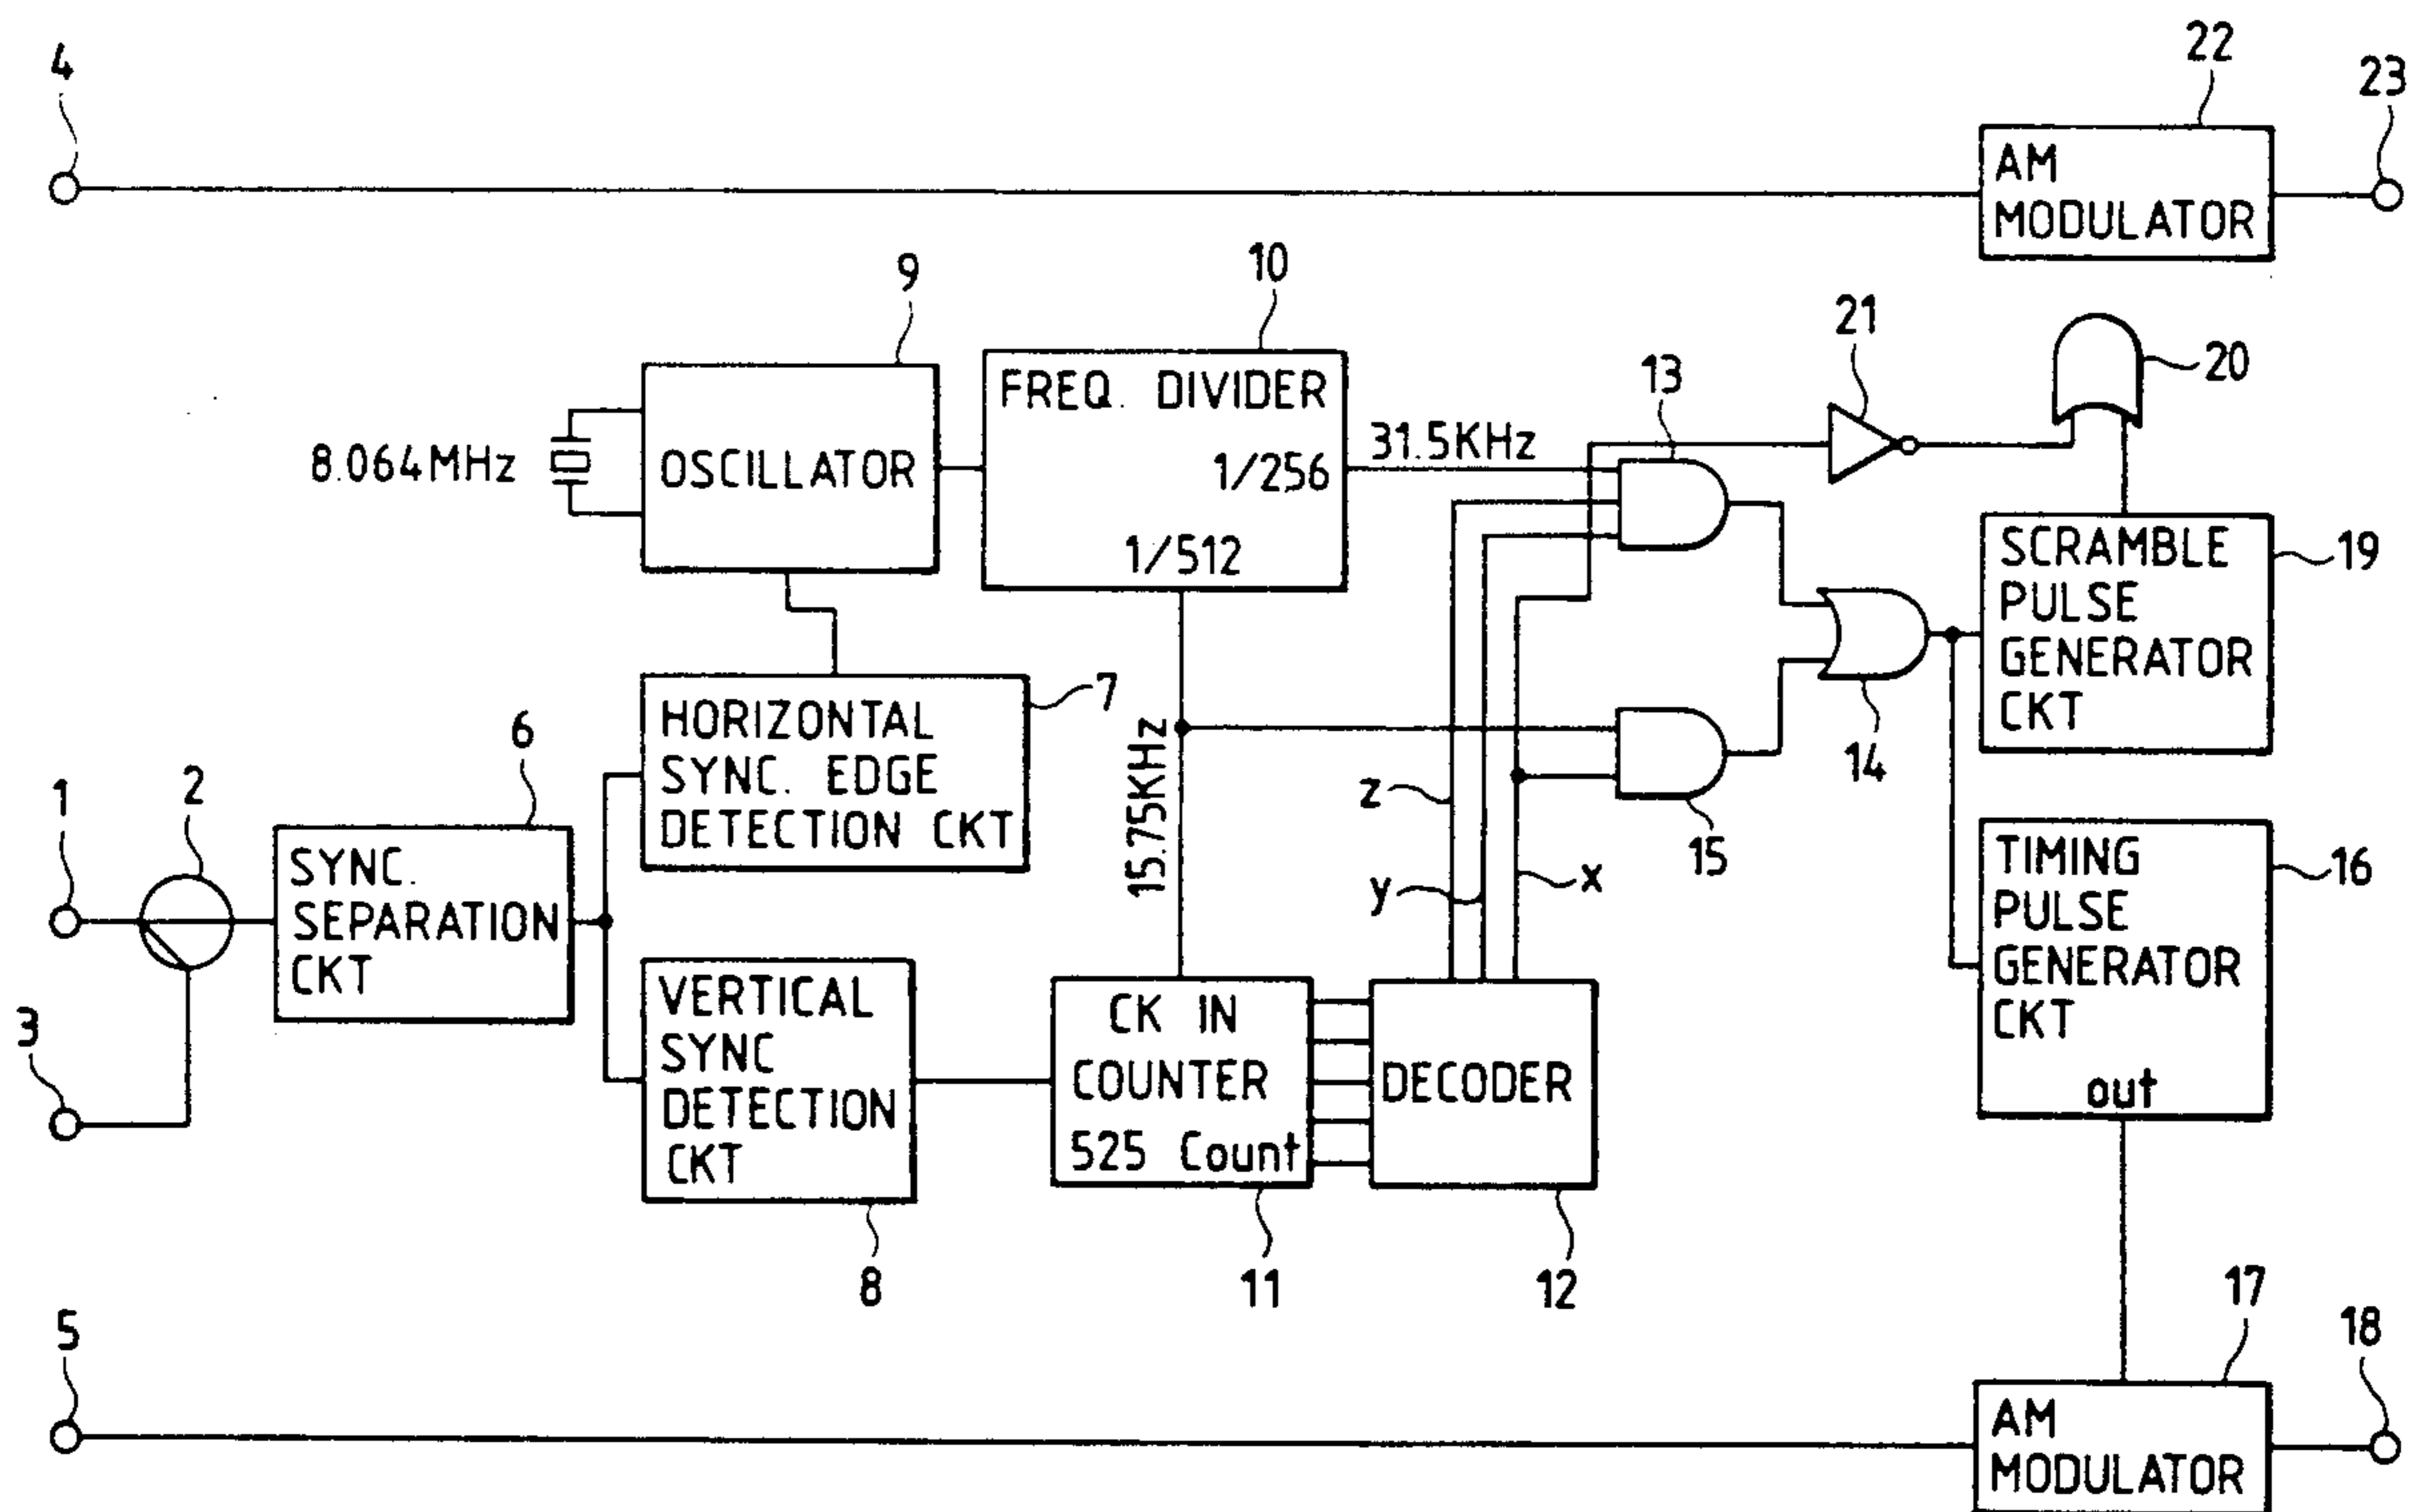 4
22
23
AM
MODULATOR
9
10
21
20
13
FREQ. DIVIDER
1/256
1/512
31.5KHz
8.064MHz
OSCILLATOR
SCRAMBLE
PULSE
GENERATOR
CKT
19
14
7
HORIZONTAL
SYNC. EDGE
DETECTION CKT
15.75KHz
z
y
x
15
1
2
6
SYNC.
SEPARATION
CKT
3
TIMING
PULSE
GENERATOR
CKT
out
16
VERTICAL
SYNC
DETECTION
CKT
CK IN
COUNTER
525 Count
DECODER
8
11
12
5
17
18
AM
MODULATOR